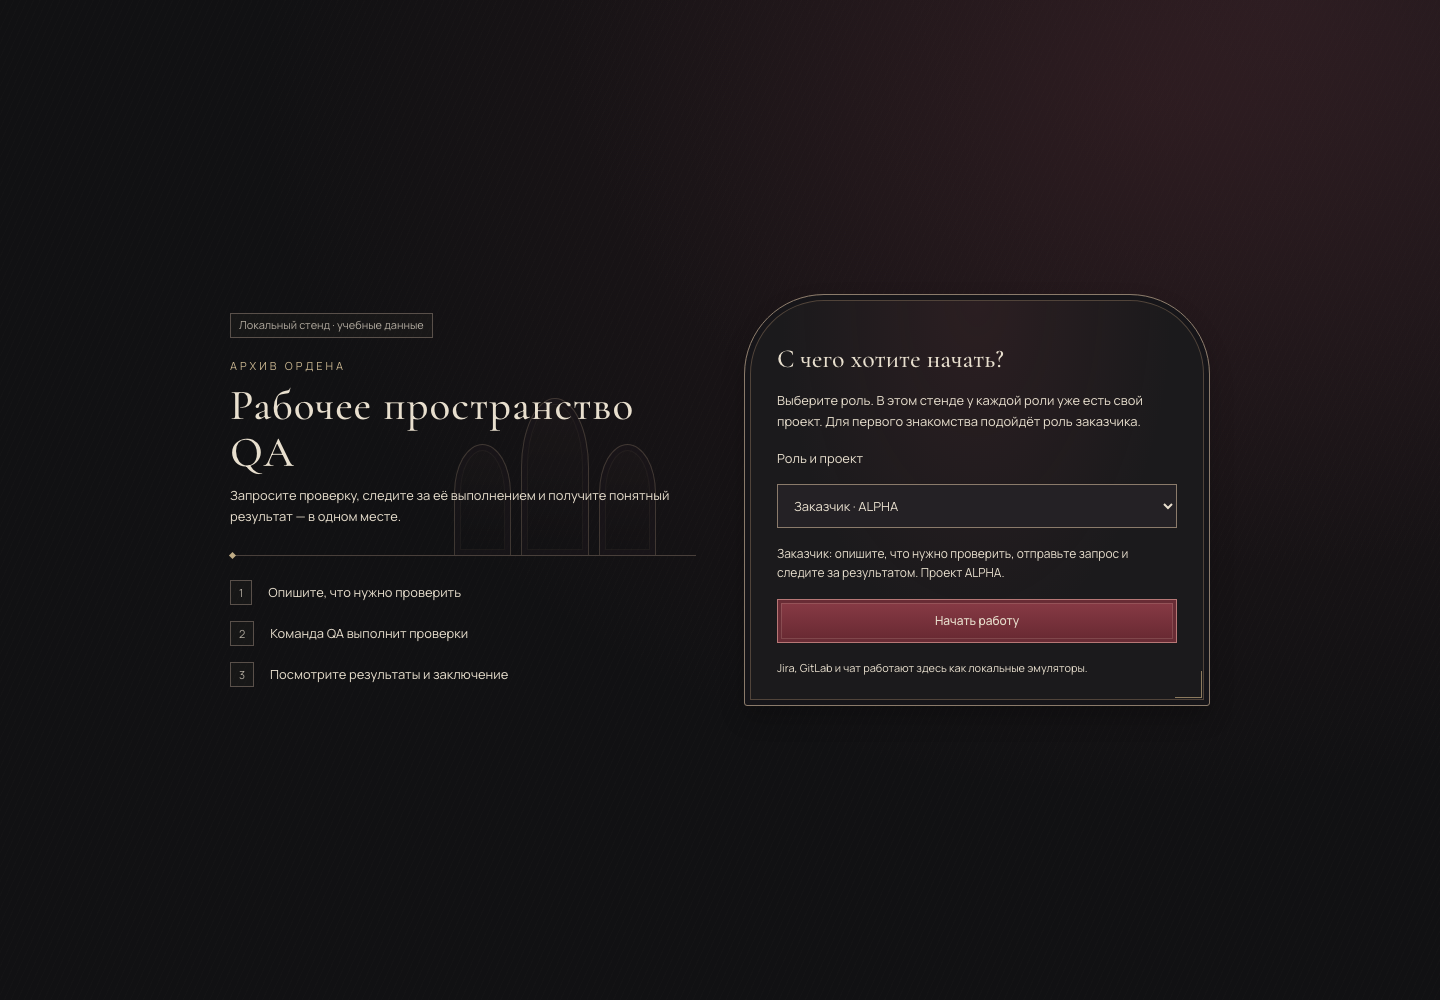 Локальный стенд · учебные данные
АРХИВ ОРДЕНА
Рабочее пространство
QA
Запросите проверку, следите за её выполнением и получите понятный
результат — в одном месте.
1 Опишите, что нужно проверить
2 Команда QA выполнит проверки
3 Посмотрите результаты и заключение
С чего хотите начать?
Выберите роль. В этом стенде у каждой роли уже есть свой
проект. Для первого знакомства подойдёт роль заказчика.
Роль и проект
Заказчик · ALPHA
Заказчик: опишите, что нужно проверить, отправьте запрос и
следите за результатом. Проект ALPHA.
Начать работу
Jira, GitLab и чат работают здесь как локальные эмуляторы.